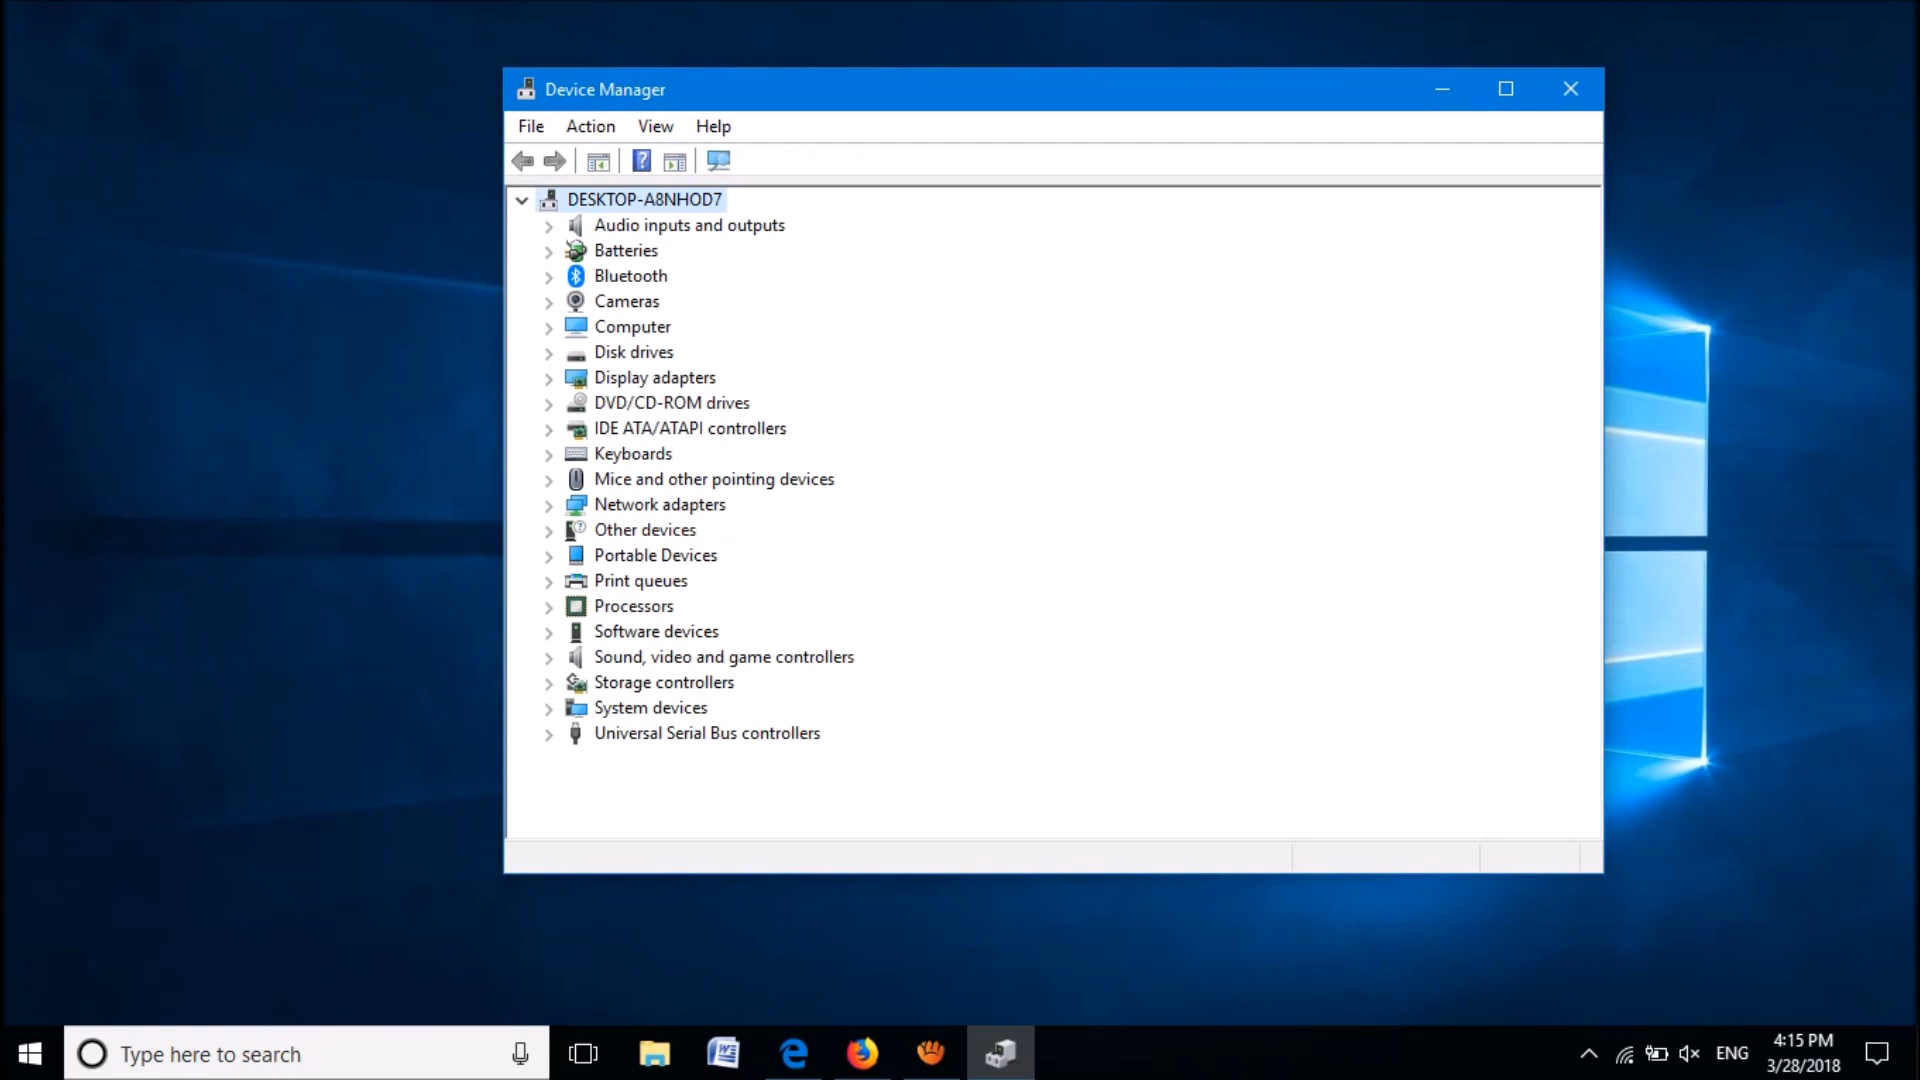 Device Manager
File Action View Help
DESKTOP-A8NHOD7
Audio inputs and outputs
Batteries
Bluetooth
Cameras
Computer
Disk drives
Display adapters
DVD/CD-ROM drives
IDE ATA/ATAPI controllers
Keyboards
Mice and other pointing devices
Network adapters
Other devices
Portable Devices
Print queues
Processors
Software devices
Sound, video and game controllers
Storage controllers
System devices
Universal Serial Bus controllers
Type here to search
ENG
4:15 PM
3/28/2018